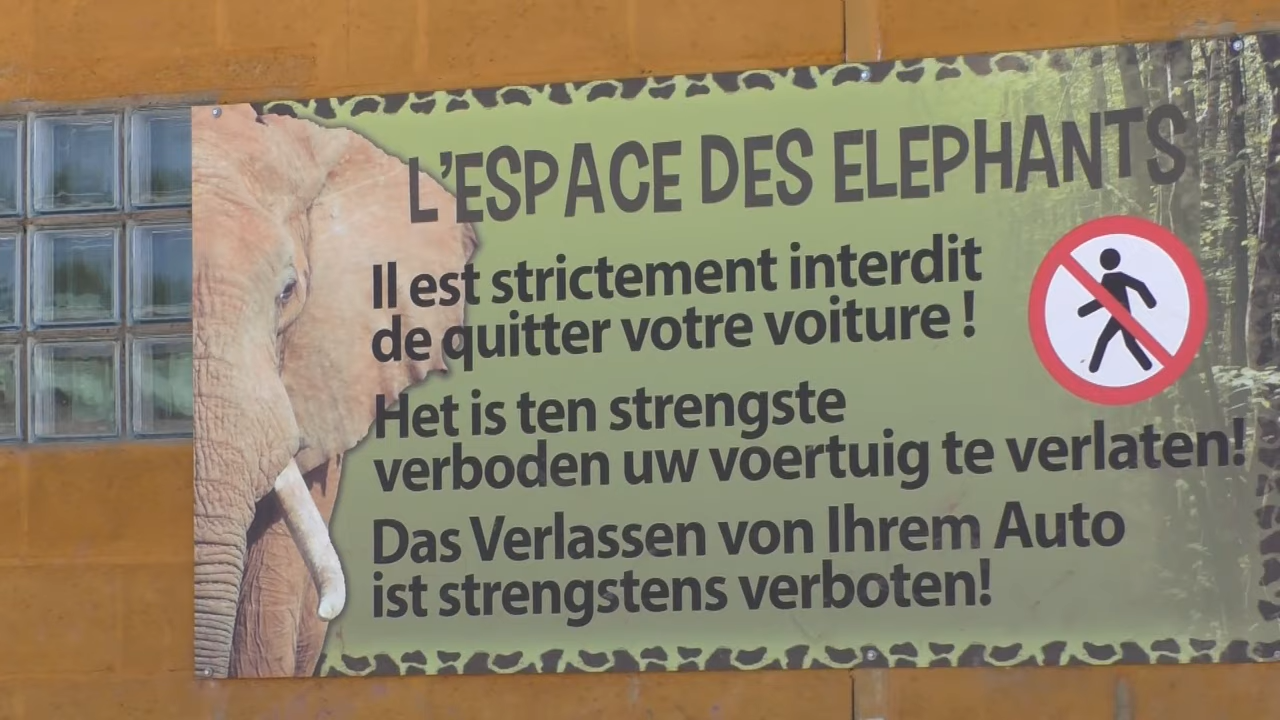 L'ESPACE DES ELEPHANTS
Il est strictement interdit
de quitter votre voiture !
Het is ten strengste
verboden uw voertuig te verlaten!
Das Verlassen von Ihrem Auto
ist strengstens verboten!